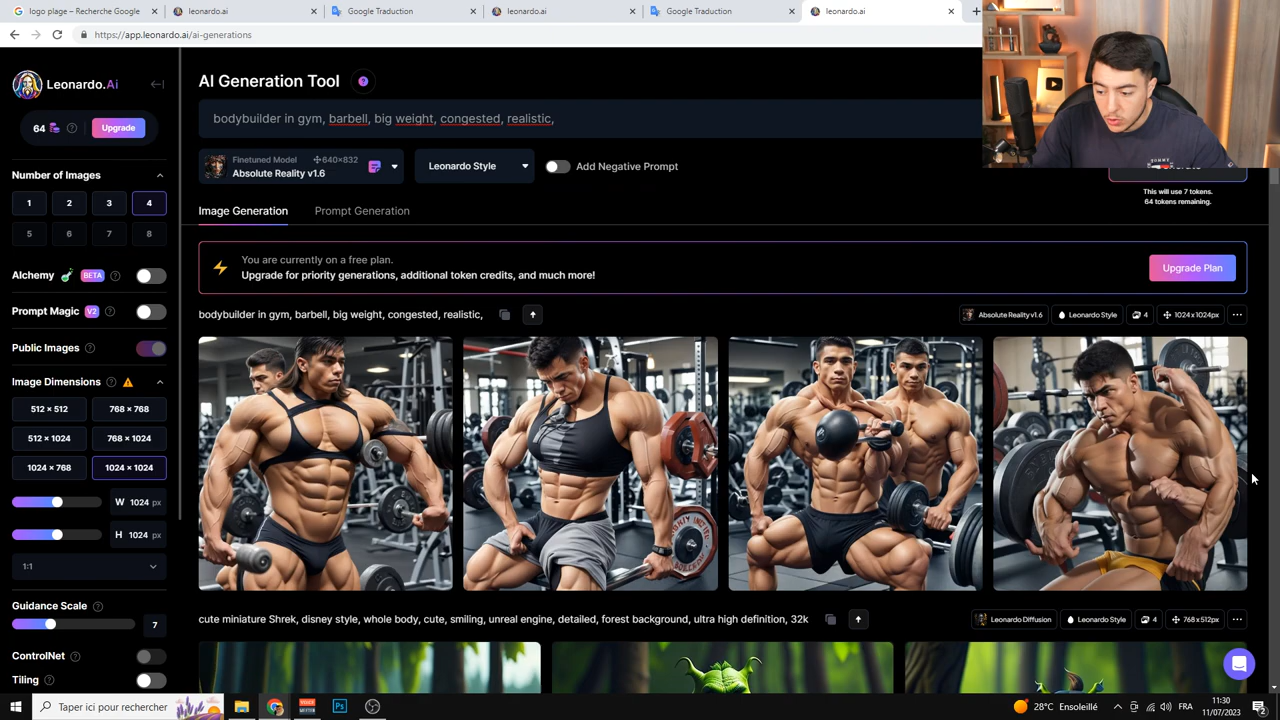 logo plage – Recherche Google
leonardo.ai
Google Traduction
leonardo.ai
Google Traduction
leonardo.ai
https://app.leonardo.ai/ai-generations
Leonardo.Ai
64
Upgrade
Number of Images
1
2
3
4
5
6
7
8
Alchemy
BETA
Prompt Magic
V2
Public Images
Image Dimensions
512 × 512
768 × 768
512 × 1024
768 × 1024
1024 × 768
1024 × 1024
W 1024 px
H 1024 px
1:1
Guidance Scale
7
ControlNet
Tiling
AI Generation Tool
bodybuilder in gym, barbell, big weight, congested, realistic,
Finetuned Model
640×832
Absolute Reality v1.6
Leonardo Style
Add Negative Prompt
This will use 7 tokens.
64 tokens remaining.
Image Generation
Prompt Generation
You are currently on a free plan.
Upgrade for priority generations, additional token credits, and much more!
Upgrade Plan
bodybuilder in gym, barbell, big weight, congested, realistic,
Absolute Reality v1.6
Leonardo Style
4
1024 x 1024px
cute miniature Shrek, disney style, whole body, cute, smiling, unreal engine, detailed, forest background, ultra high definition, 32k
Leonardo Diffusion
Leonardo Style
4
768 x 512px
Taper ici pour rechercher
Ps
28°C Ensoleillé
FRA
11:30
11/07/2023
2